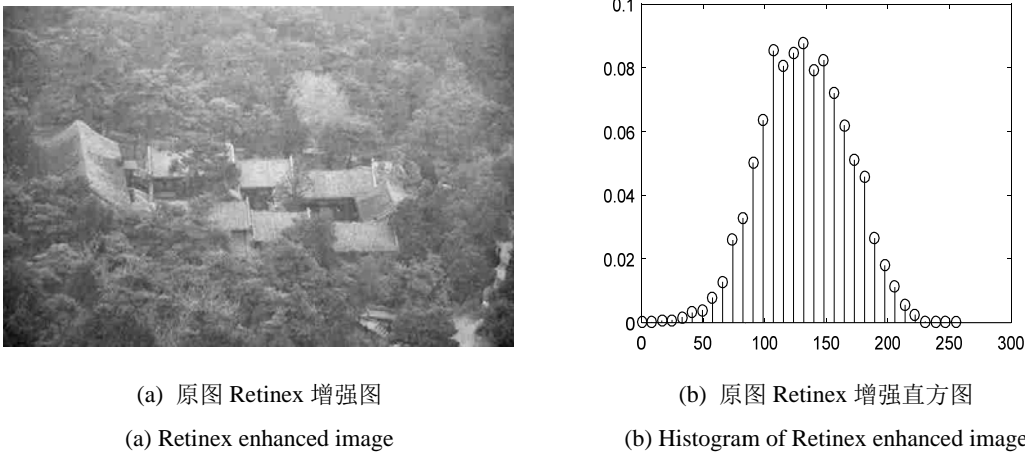 0.1
0.08
0.06
0.04
0.02
0
0 50 100 150 200 250 300
(a) 原图 Retinex 增强图
(b) 原图 Retinex 增强直方图
(a) Retinex enhanced image
(b) Histogram of Retinex enhanced image